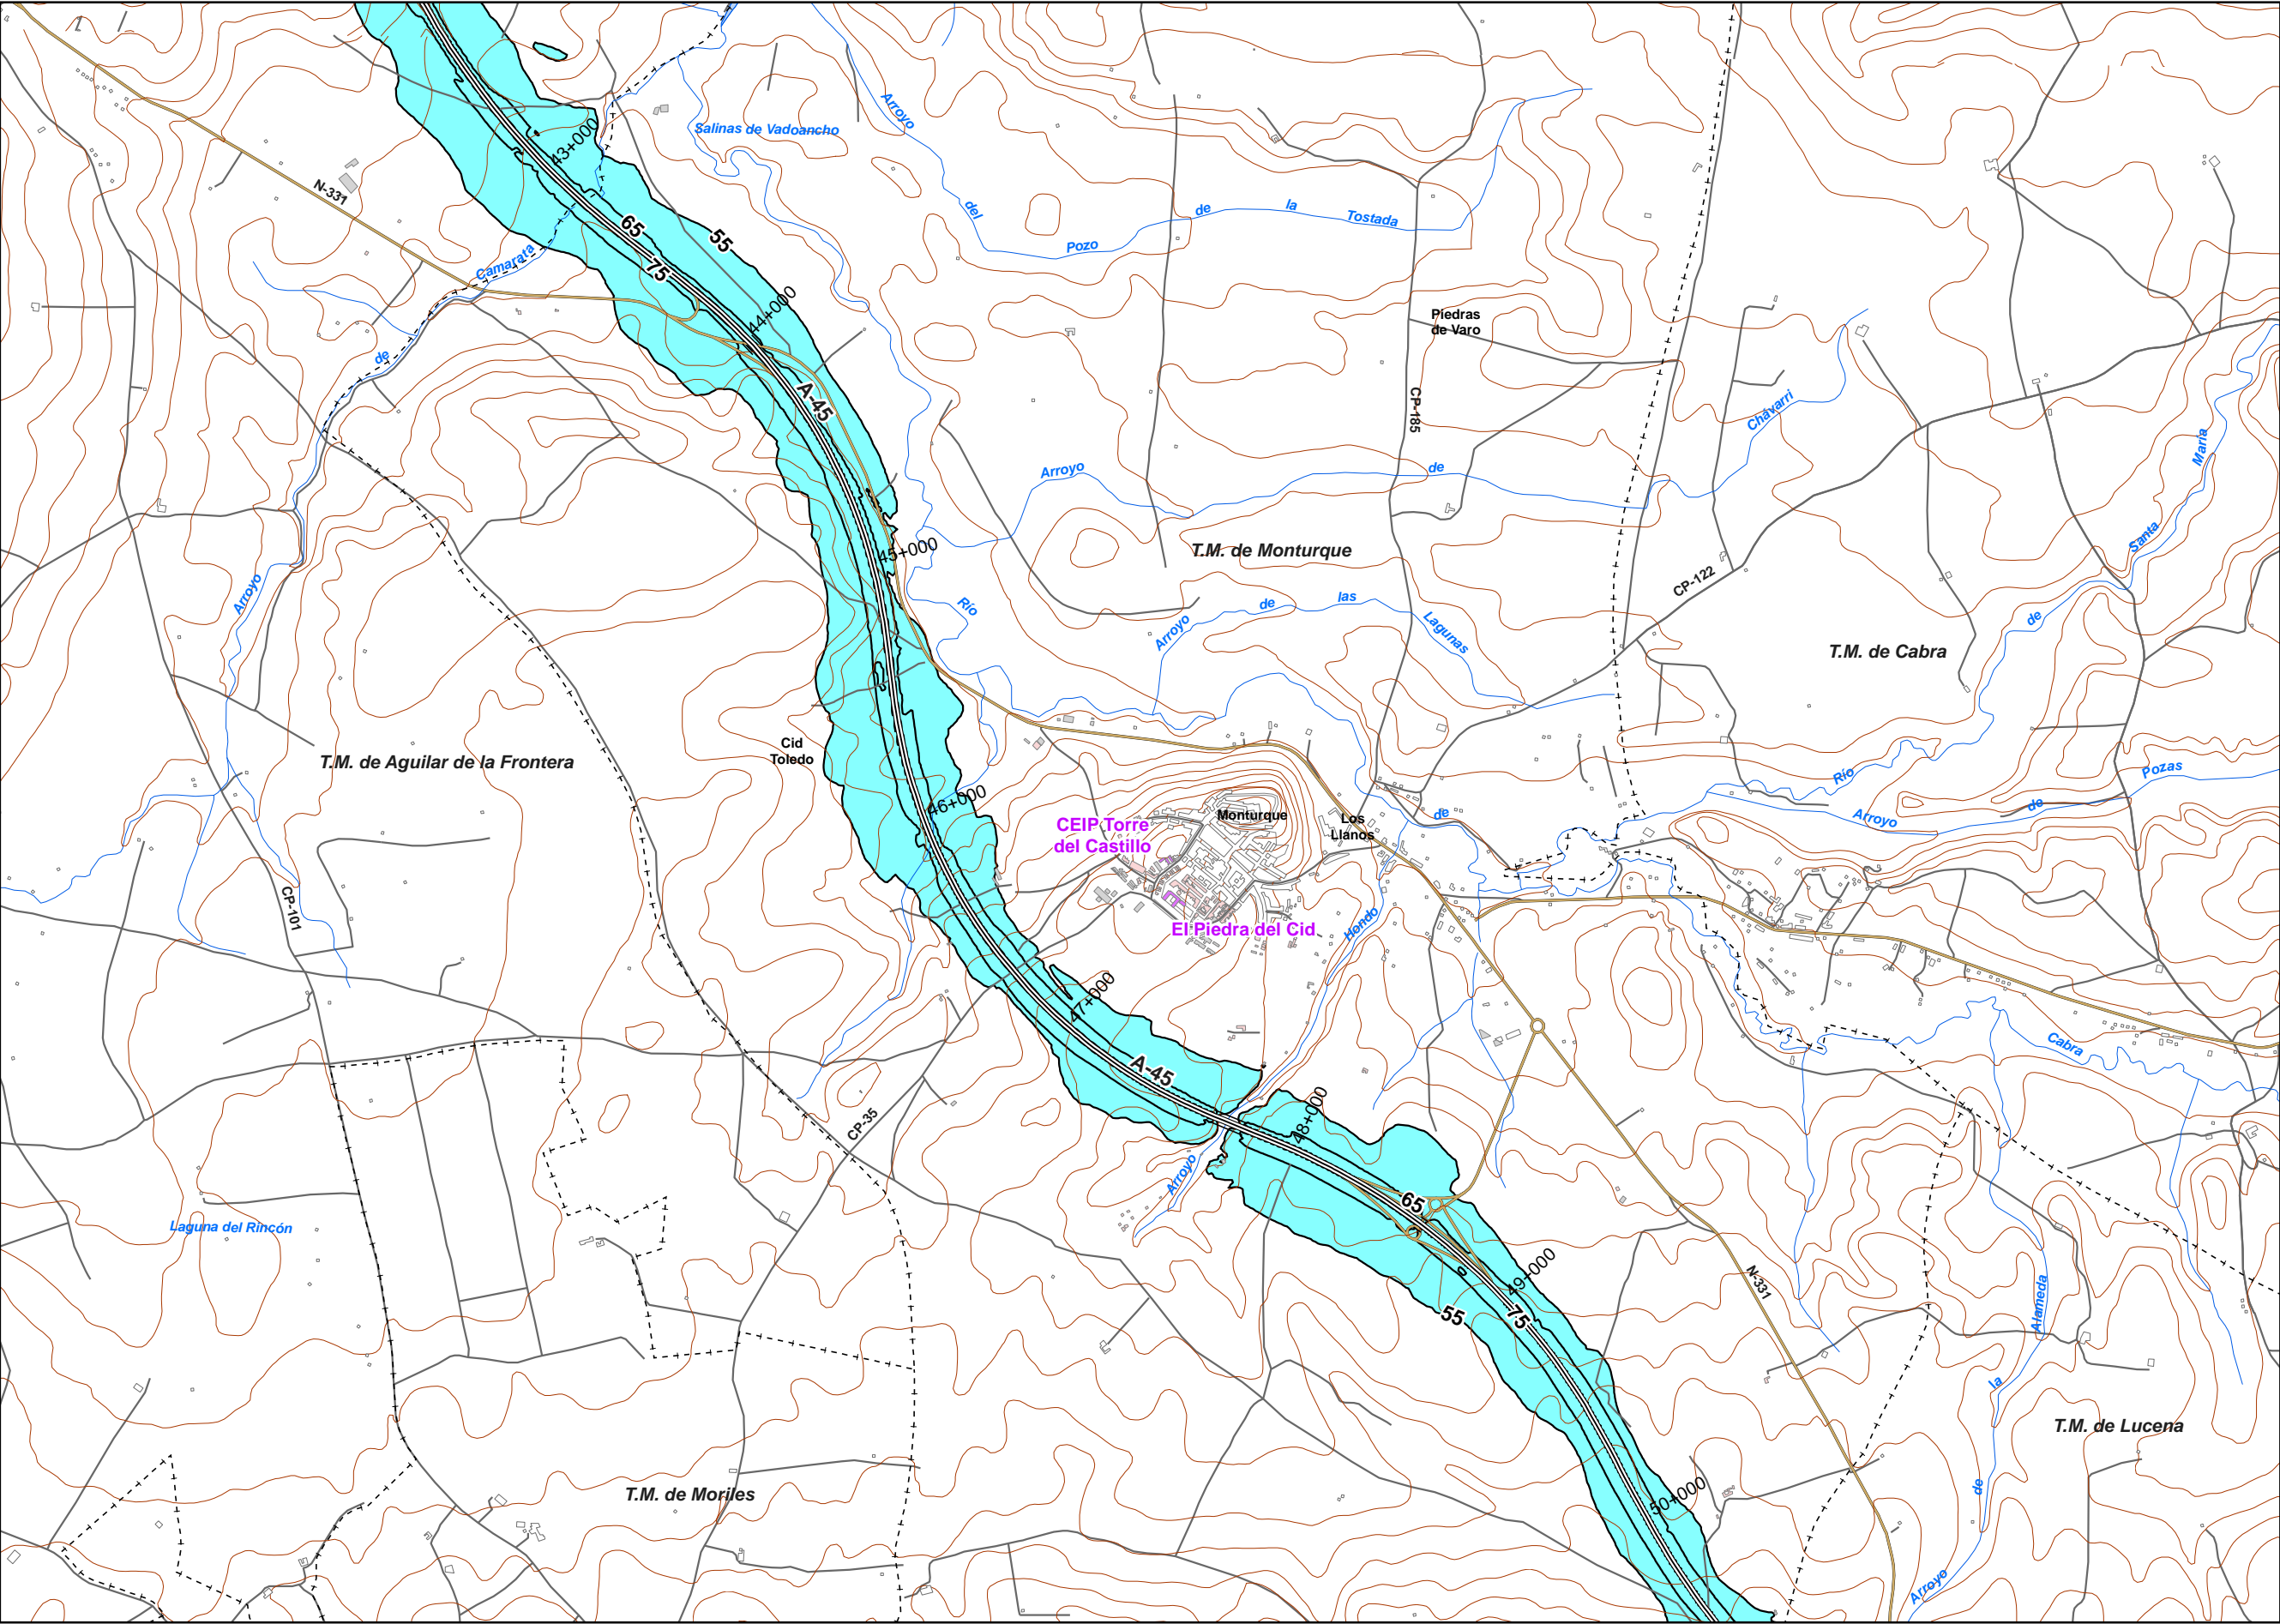 Arroyo
Salinas de Vadoancho
43+000
N-331
del
de
la
Tostada
65
55
Pozo
Camarata
75
44+000
Piedras
de Varo
de
A-45
CP-185
Chávarri
María
Arroyo
de
Santa
45+000
T.M. de Monturque
CP-122
Arroyo
Río
de
las
Arroyo
Lagunas
de
T.M. de Cabra
Cid
Toledo
T.M. de Aguilar de la Frontera
Río
Pozas
46+000
CEIP Torre
del Castillo
Monturque
Los
Llanos
de
Arroyo
de
CP-101
El Piedra del Cid
Hondo
47+000
Cabra
A-45
CP-35
48+000
Arroyo
65
Laguna del Rincón
49+000
N-331
Alameda
55
75
la
T.M. de Lucena
de
T.M. de Moriles
50+000
Arroyo